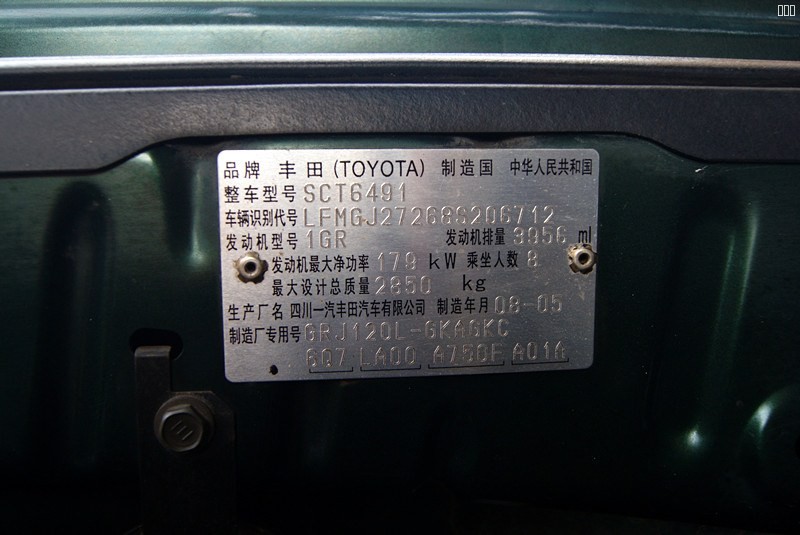 品牌 丰田(TOYOTA) 制造国 中华人民共和国
整车型号 SCT6491
车辆识别代号 LFMGJ27268S206712
发动机型号 1GR 发动机排量 3956 ml
发动机最大净功率 179 kW 乘坐人数 8
最大设计总质量 2850 kg
生产厂名 四川一汽丰田汽车有限公司 制造年月 08-05
制造厂专用号 GRJ120L-GKAGKC
6Q7 LA00 A750F A01A